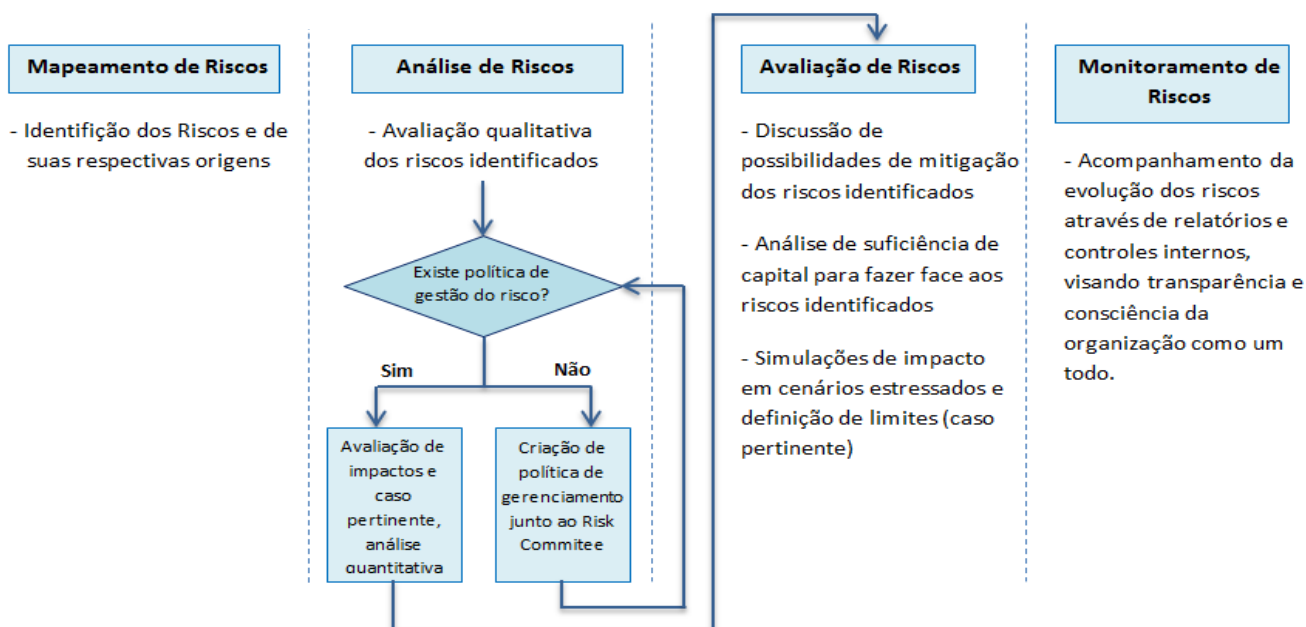 Mapeamento de Riscos
- Identifição dos Riscos e de
suas respectivas origens
Análise de Riscos
- Avaliação qualitativa
dos riscos identificados
Existe política de
gestão do risco?
Sim
Não
Avaliação de
impactos e
caso
pertinente,
análise
quantitativa
Criação de
política de
gerenciamento
junto ao Risk
Commitee
Avaliação de Riscos
- Discussão de
possibilidades de mitigação
dos riscos identificados
- Análise de suficiência de
capital para fazer face aos
riscos identificados
- Simulações de impacto
em cenários estressados e
definição de limites (caso
pertinente)
Monitoramento de
Riscos
- Acompanhamento da
evolução dos riscos
através de relatórios e
controles internos,
visando transparência e
consciência da
organização como um
todo.